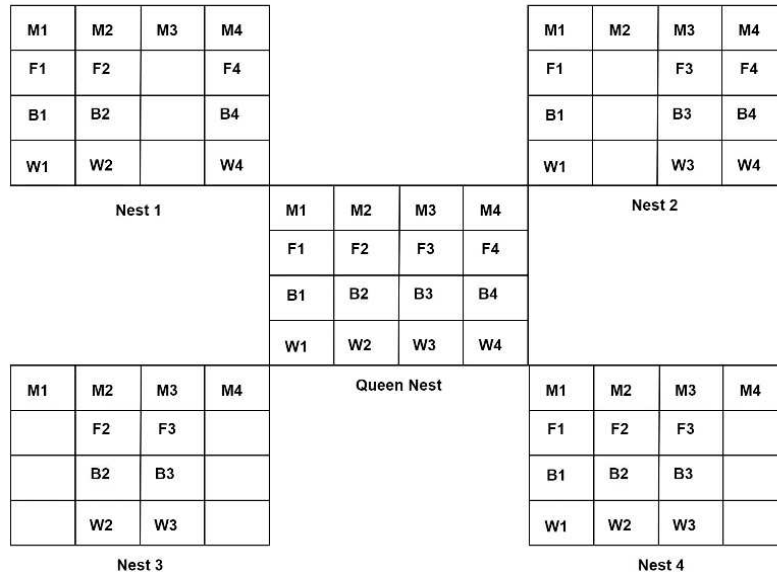 M1 M2 M3 M4
F1 F2 F4
B1 B2 B4
W1 W2 W4
Nest 1
M1 M2 M3 M4
F1 F3 F4
B1 B3 B4
W1 W3 W4
Nest 2
M1 M2 M3 M4
F1 F2 F3 F4
B1 B2 B3 B4
W1 W2 W3 W4
Queen Nest
M1 M2 M3 M4
F2 F3
B2 B3
W2 W3
Nest 3
M1 M2 M3 M4
F1 F2 F3
B1 B2 B3
W1 W2 W3
Nest 4